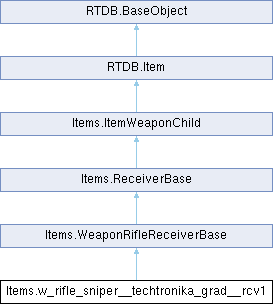 RTDB.BaseObject
RTDB.Item
Items.ItemWeaponChild
Items.ReceiverBase
Items.WeaponRifleReceiverBase
Items.w_rifle_sniper__techtronika_grad__rcv1